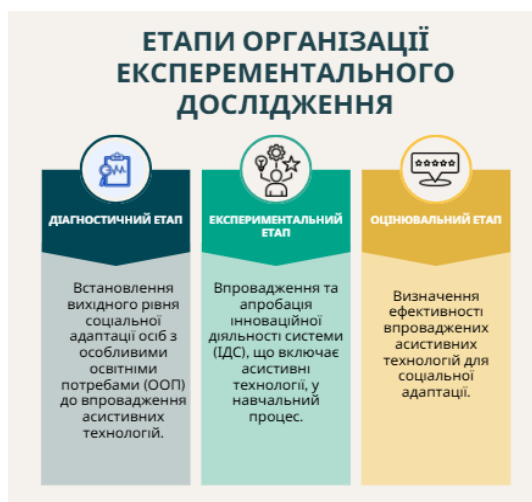 ЕТАПИ ОРГАНІЗАЦІЇ
ЕКСПЕРЕМЕНТАЛЬНОГО
ДОСЛІДЖЕННЯ
ДІАГНОСТИЧНИЙ ЕТАП
Встановлення
вихідного рівня
соціальної
адаптації осіб з
особливими
освітніми
потребами (ООП)
до впровадження
асистивних
технологій.
ЕКСПЕРИМЕНТАЛЬНИЙ
ЕТАП
Впровадження та
апробація
інноваційної
діяльності системи
(ІДС), що включає
асистивні
технології, у
навчальний
процес.
ОЦІНЮВАЛЬНИЙ ЕТАП
Визначення
ефективності
впроваджених
асистивних
технологій для
соціальної
адаптації.